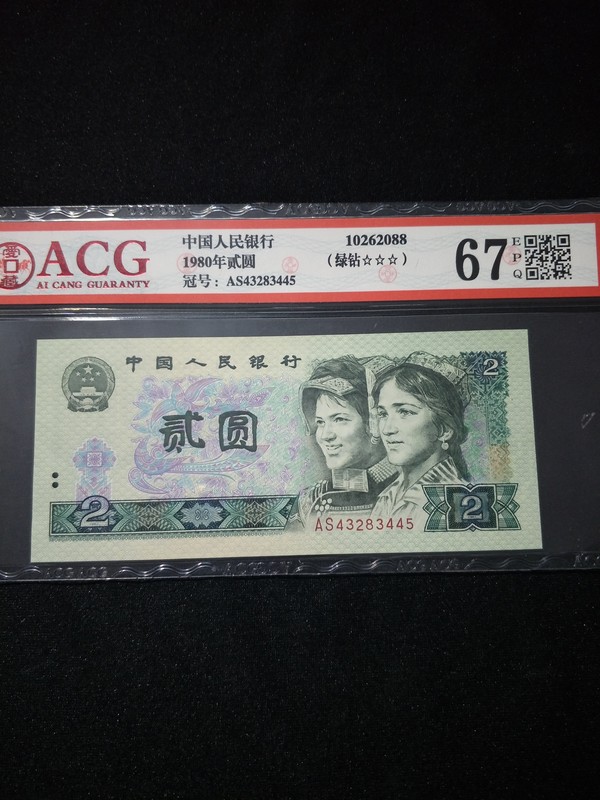 ACG
AI CANG GUARANTY
中国人民银行
1980年贰圆
冠号: AS43283445
10262088
(绿钻☆☆☆)
67
EPQ
中国人民银行
2
贰圆
2
AS43283445
2